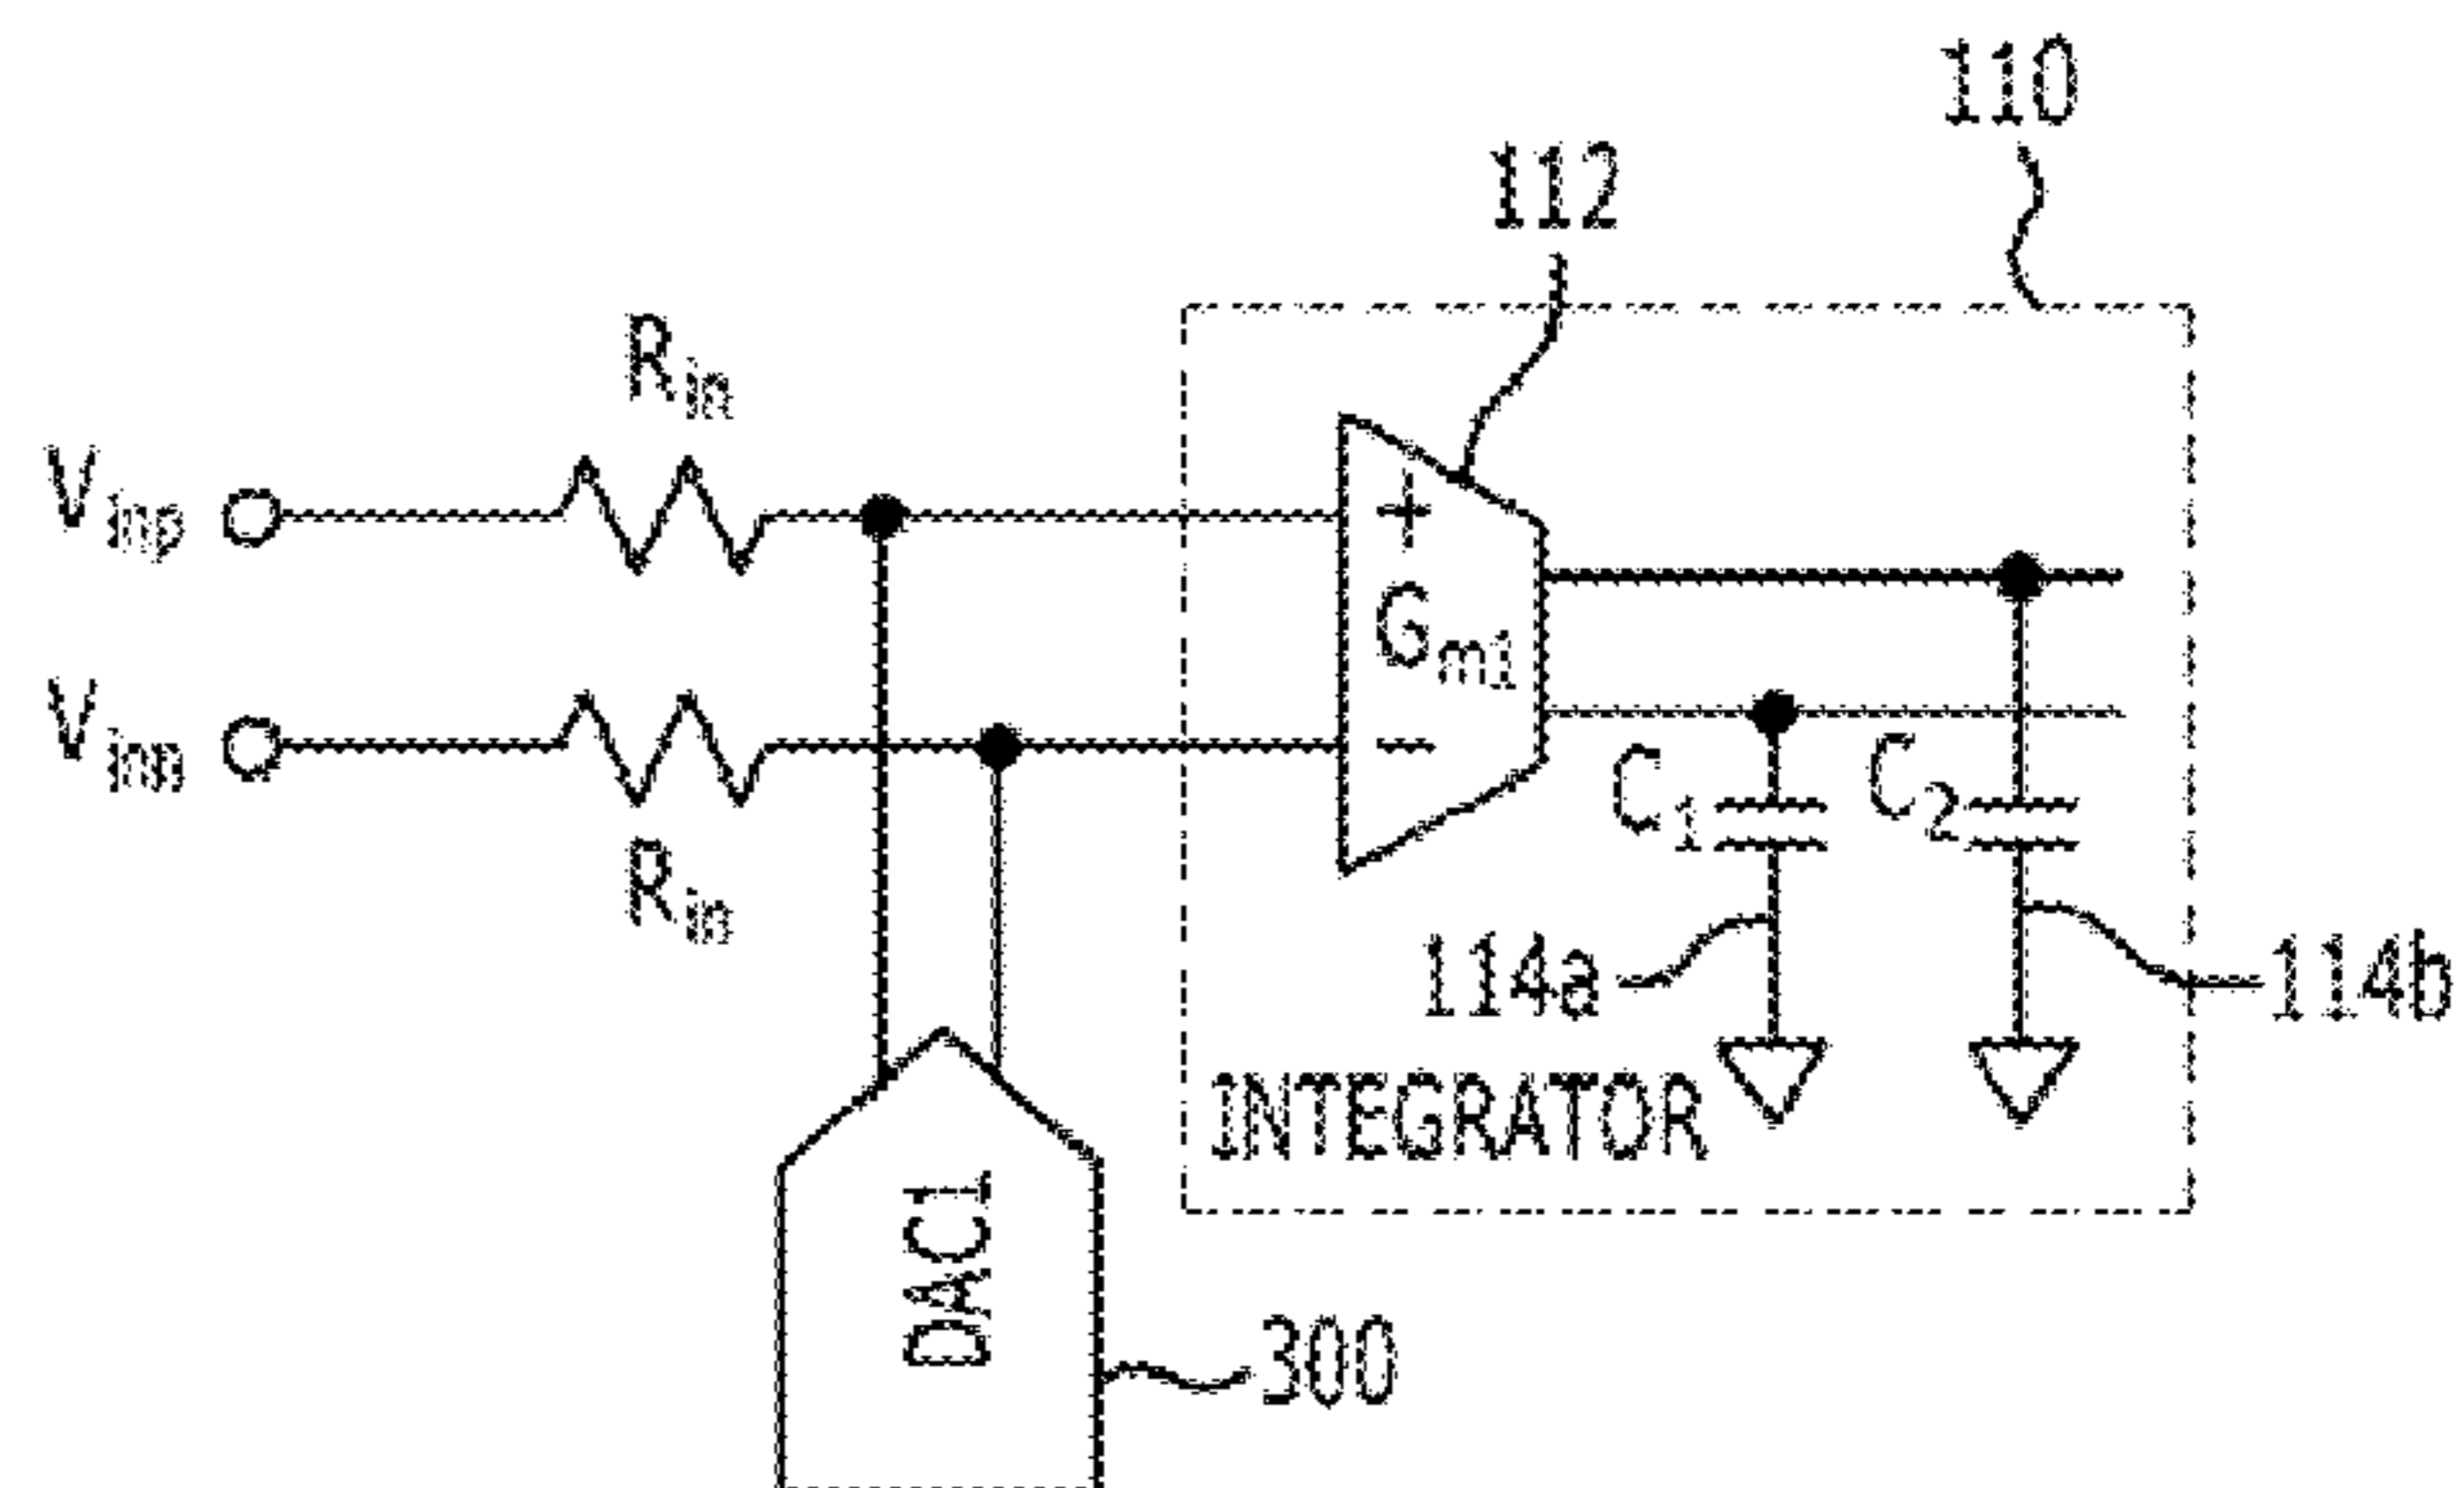 110
112
Rin
Vinp
+
Gm1
Vinn
-
C1
C2
Rin
114a
114b
INTEGRATOR
DAC1
300